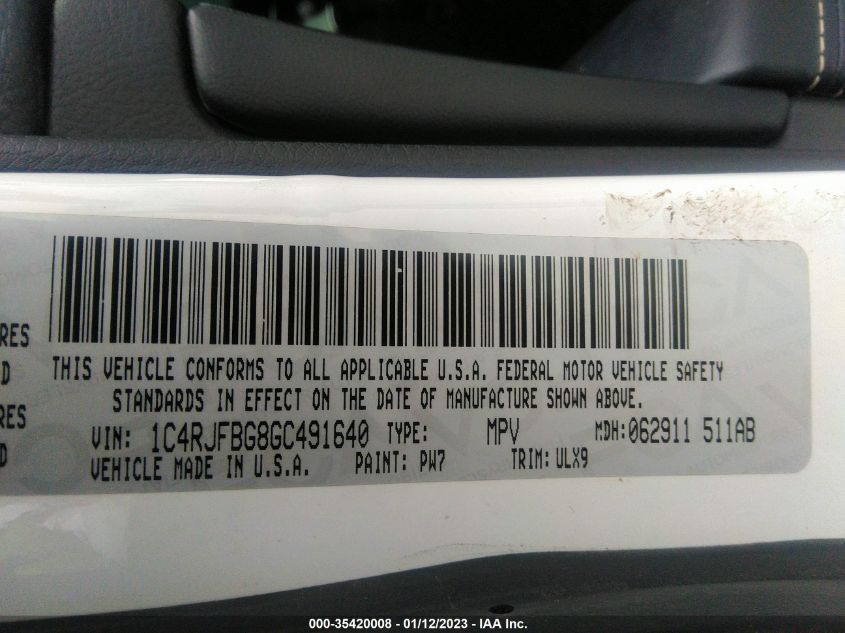 RES
D
RES
D
THIS VEHICLE CONFORMS TO ALL APPLICABLE U.S.A. FEDERAL MOTOR VEHICLE SAFETY
STANDARDS IN EFFECT ON THE DATE OF MANUFACTURE SHOWN ABOVE.
VIN: 1C4RJFBG8GC491640 TYPE: MPV MDH:062911 511AB
VEHICLE MADE IN U.S.A. PAINT: PW7 TRIM: ULX9
000-35420008 - 01/12/2023 - IAA Inc.